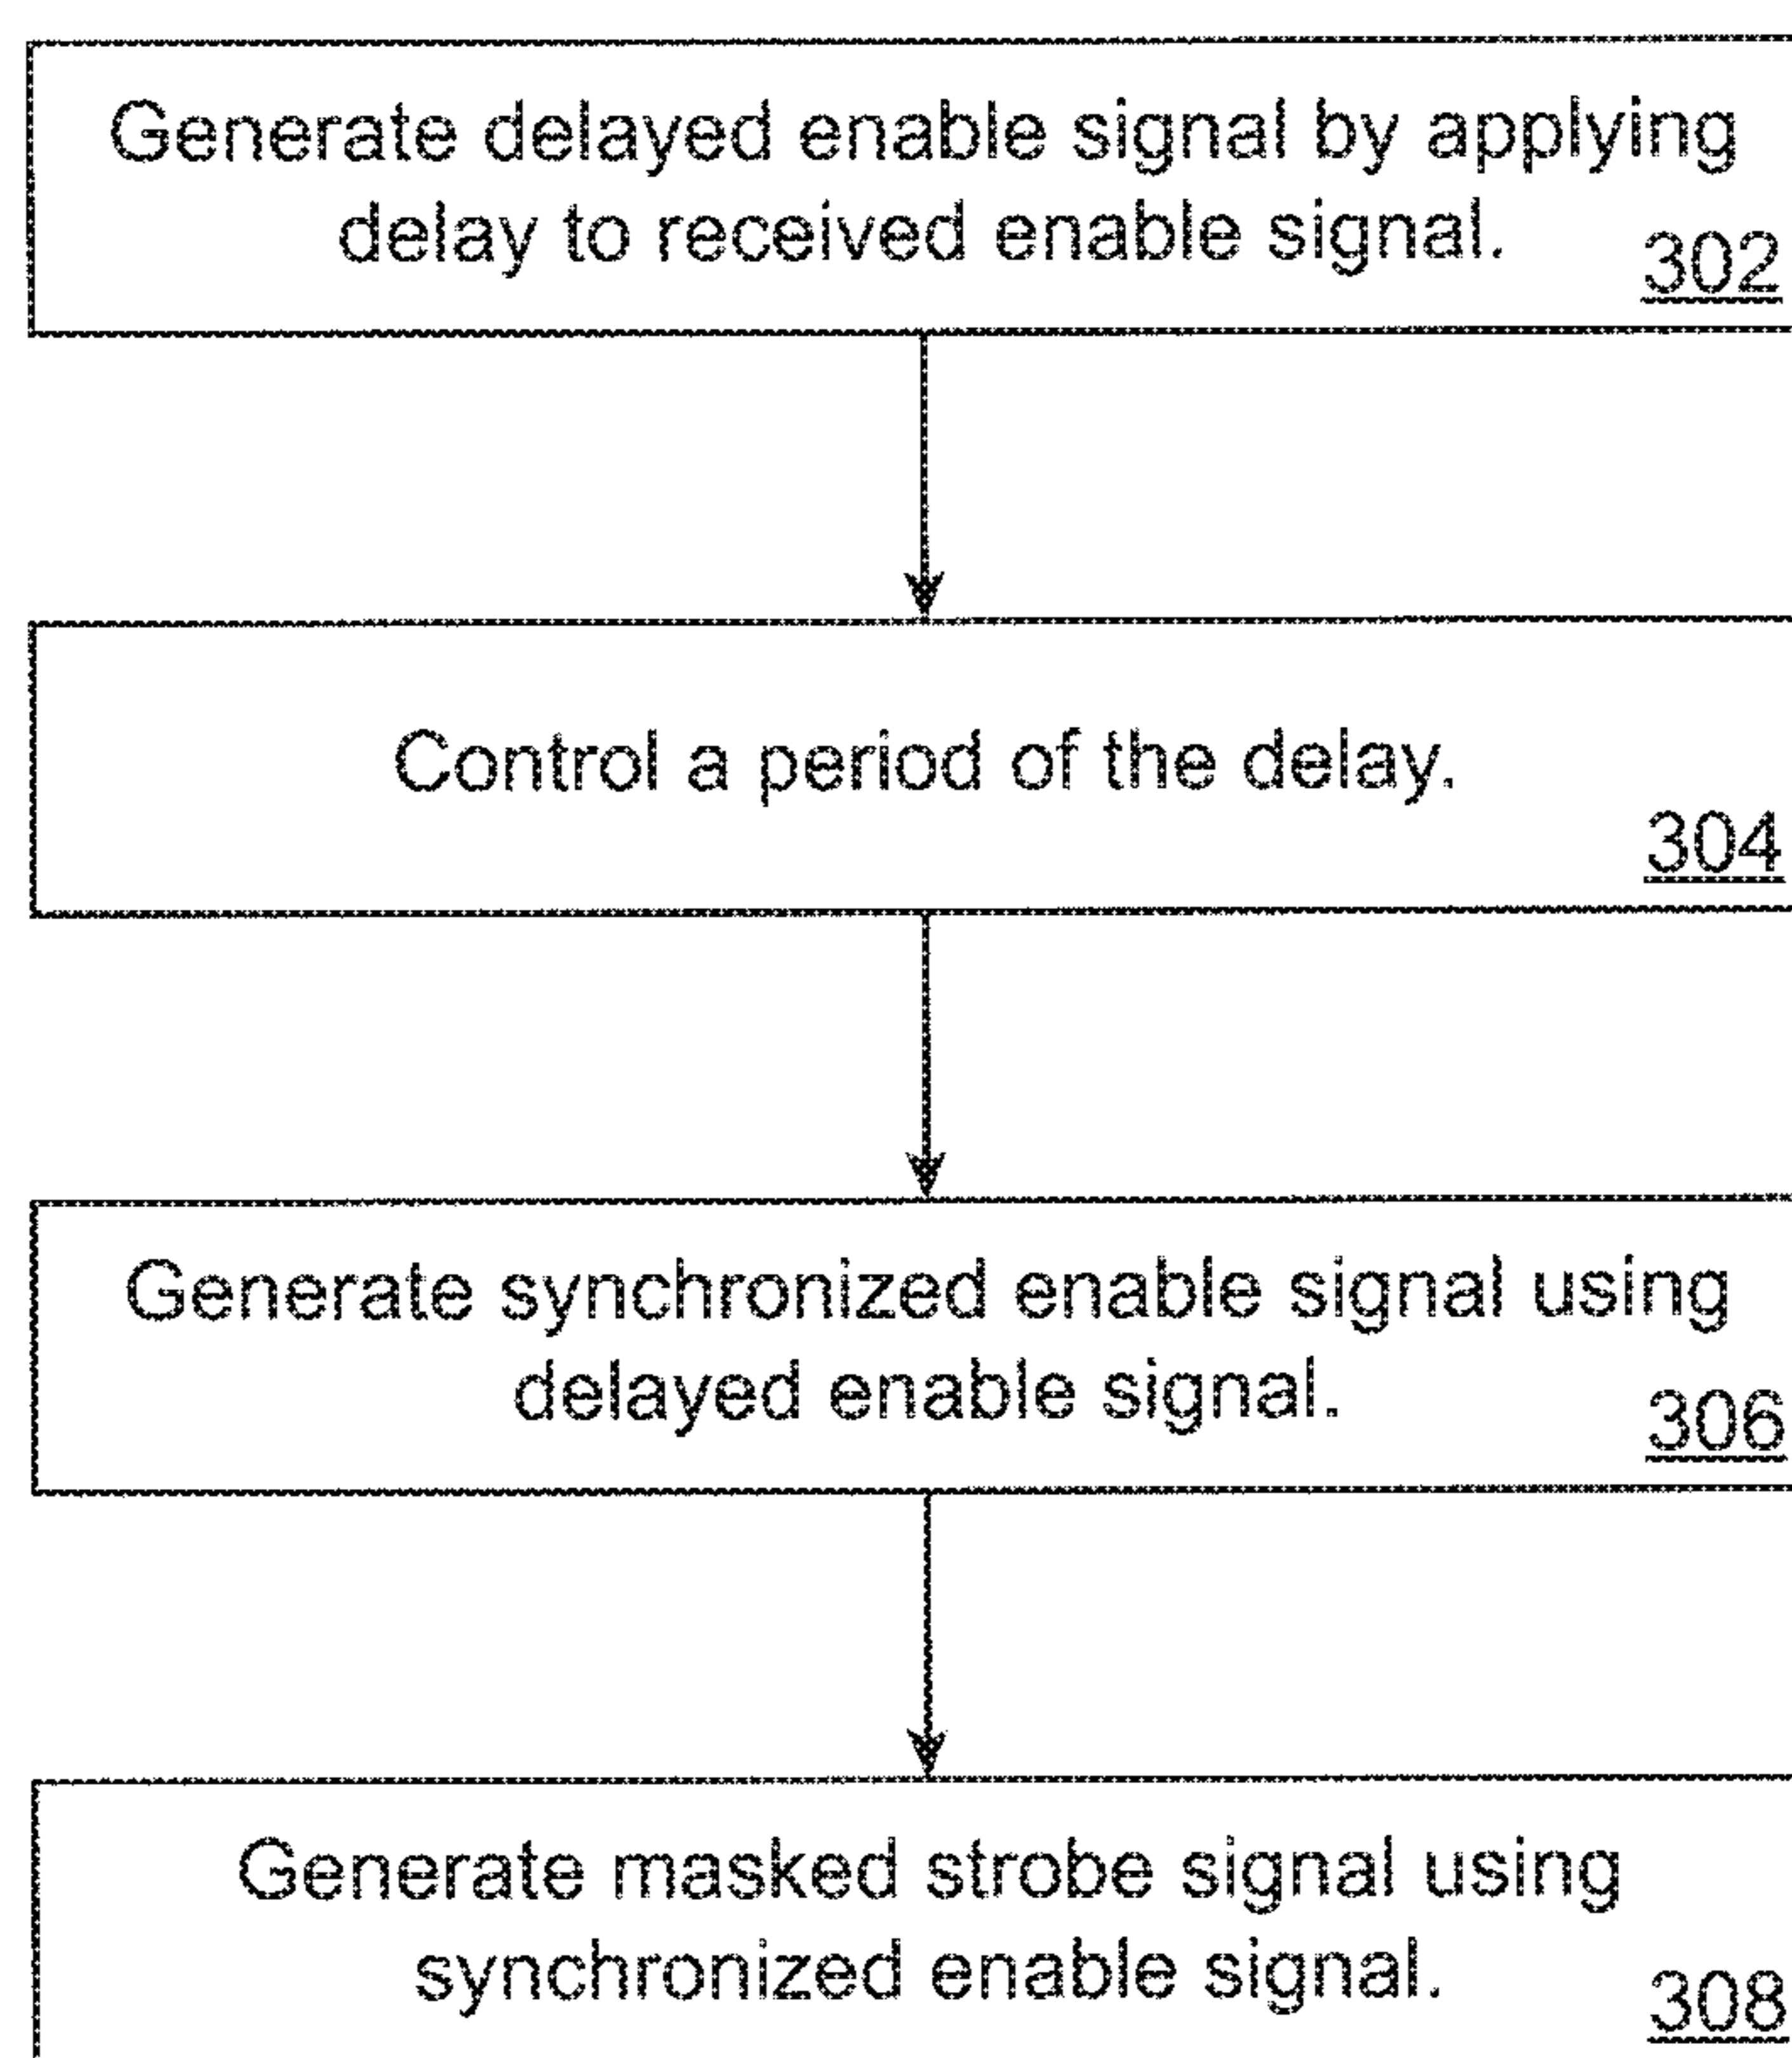 Generate delayed enable signal by applying
delay to received enable signal.
302
Control a period of the delay.
304
Generate synchronized enable signal using
delayed enable signal.
306
Generate masked strobe signal using
synchronized enable signal.
308